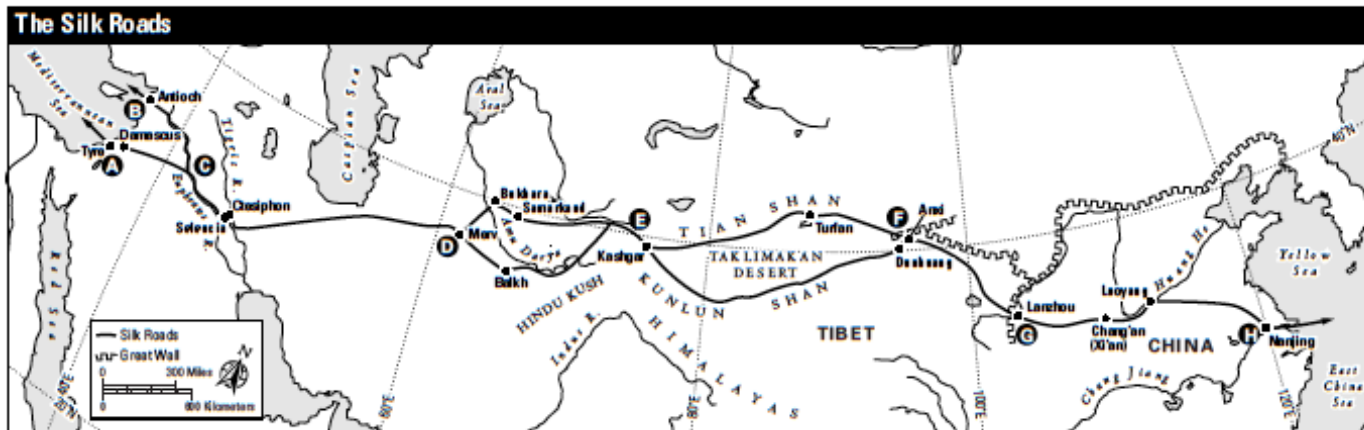 The Silk Roads
Mediterranean
Sea
Antioch
B
Damascus
Tyre
A
C
Tigris R.
Euphrates R.
Ctesiphon
Seleucia
Red Sea
Caspian Sea
Aral
Sea
Bukhara
Samarkand
Amu Darya
D
Merv
Balkh
HINDU KUSH
Indus R.
E
Kashgar
TIAN SHAN
Turfan
TAKLIMAKAN
DESERT
KUNLUN SHAN
HIMALAYAS
TIBET
F
Anxi
Dunhuang
Lanzhou
G
Chang'an
(Xi'an)
Luoyang
Huang He
CHINA
Chang Jiang
H
Nanjing
Yellow
Sea
East
China
Sea
40°N
40°E
20°N
100°E
120°E
Silk Roads
Great Wall
N
0 300 Miles
0 600 Kilometers